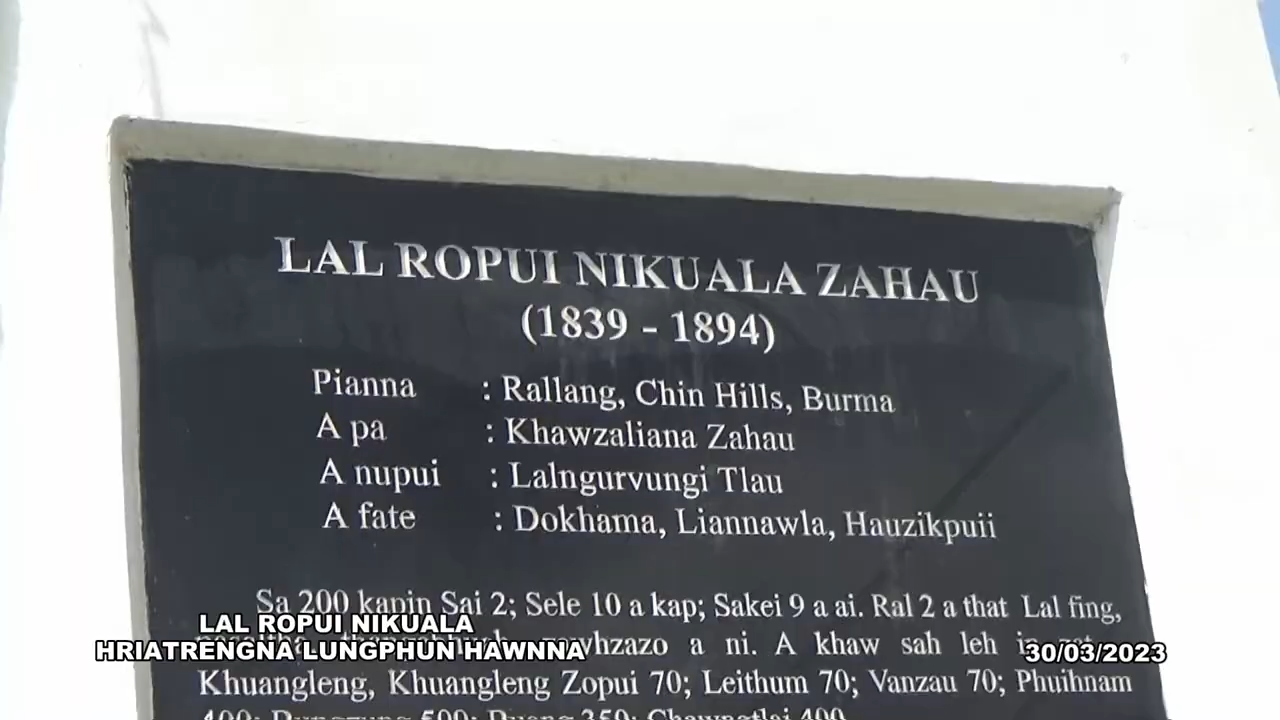 LAL ROPUI NIKUALA ZAHAU
(1839 - 1894)
Pianna : Rallang, Chin Hills, Burma
A pa : Khawzaliana Zahau
A nupui : Lalngurvungi Tlau
A fate : Dokhama, Liannawla, Hauzikpuii
Sa 200 kapin Sai 2; Sele 10 a kap; Sakei 9 a ai. Ral 2 a that Lal fing,
a ni. A khaw sah leh in
Khuangleng, Khuangleng Zopui 70; Leithum 70; Vanzau 70; Phuihnam
LAL ROPUI NIKUALA
HRIATRENGNA LUNGPHUN HAWNNA
30/03/2023